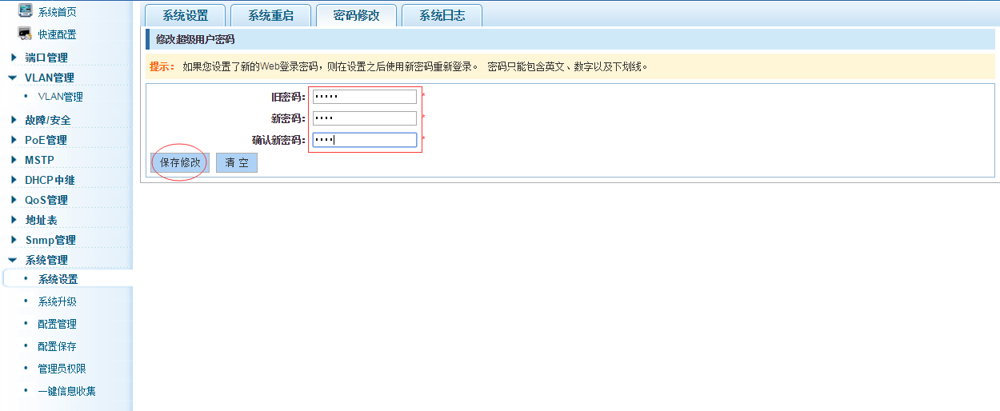 系统首页
快速配置
端口管理
VLAN管理
VLAN管理
故障/安全
PoE管理
MSTP
DHCP中继
QoS管理
地址表
Snmp管理
系统管理
系统设置
系统升级
配置管理
配置保存
管理员权限
一键信息收集
系统设置 系统重启 密码修改 系统日志
修改超级用户密码
提示： 如果您设置了新的Web登录密码，则在设置之后使用新密码重新登录。 密码只能包含英文、数字以及下划线。
旧密码: ••••• *
新密码: •••• *
确认新密码: •••• *
保存修改 清 空